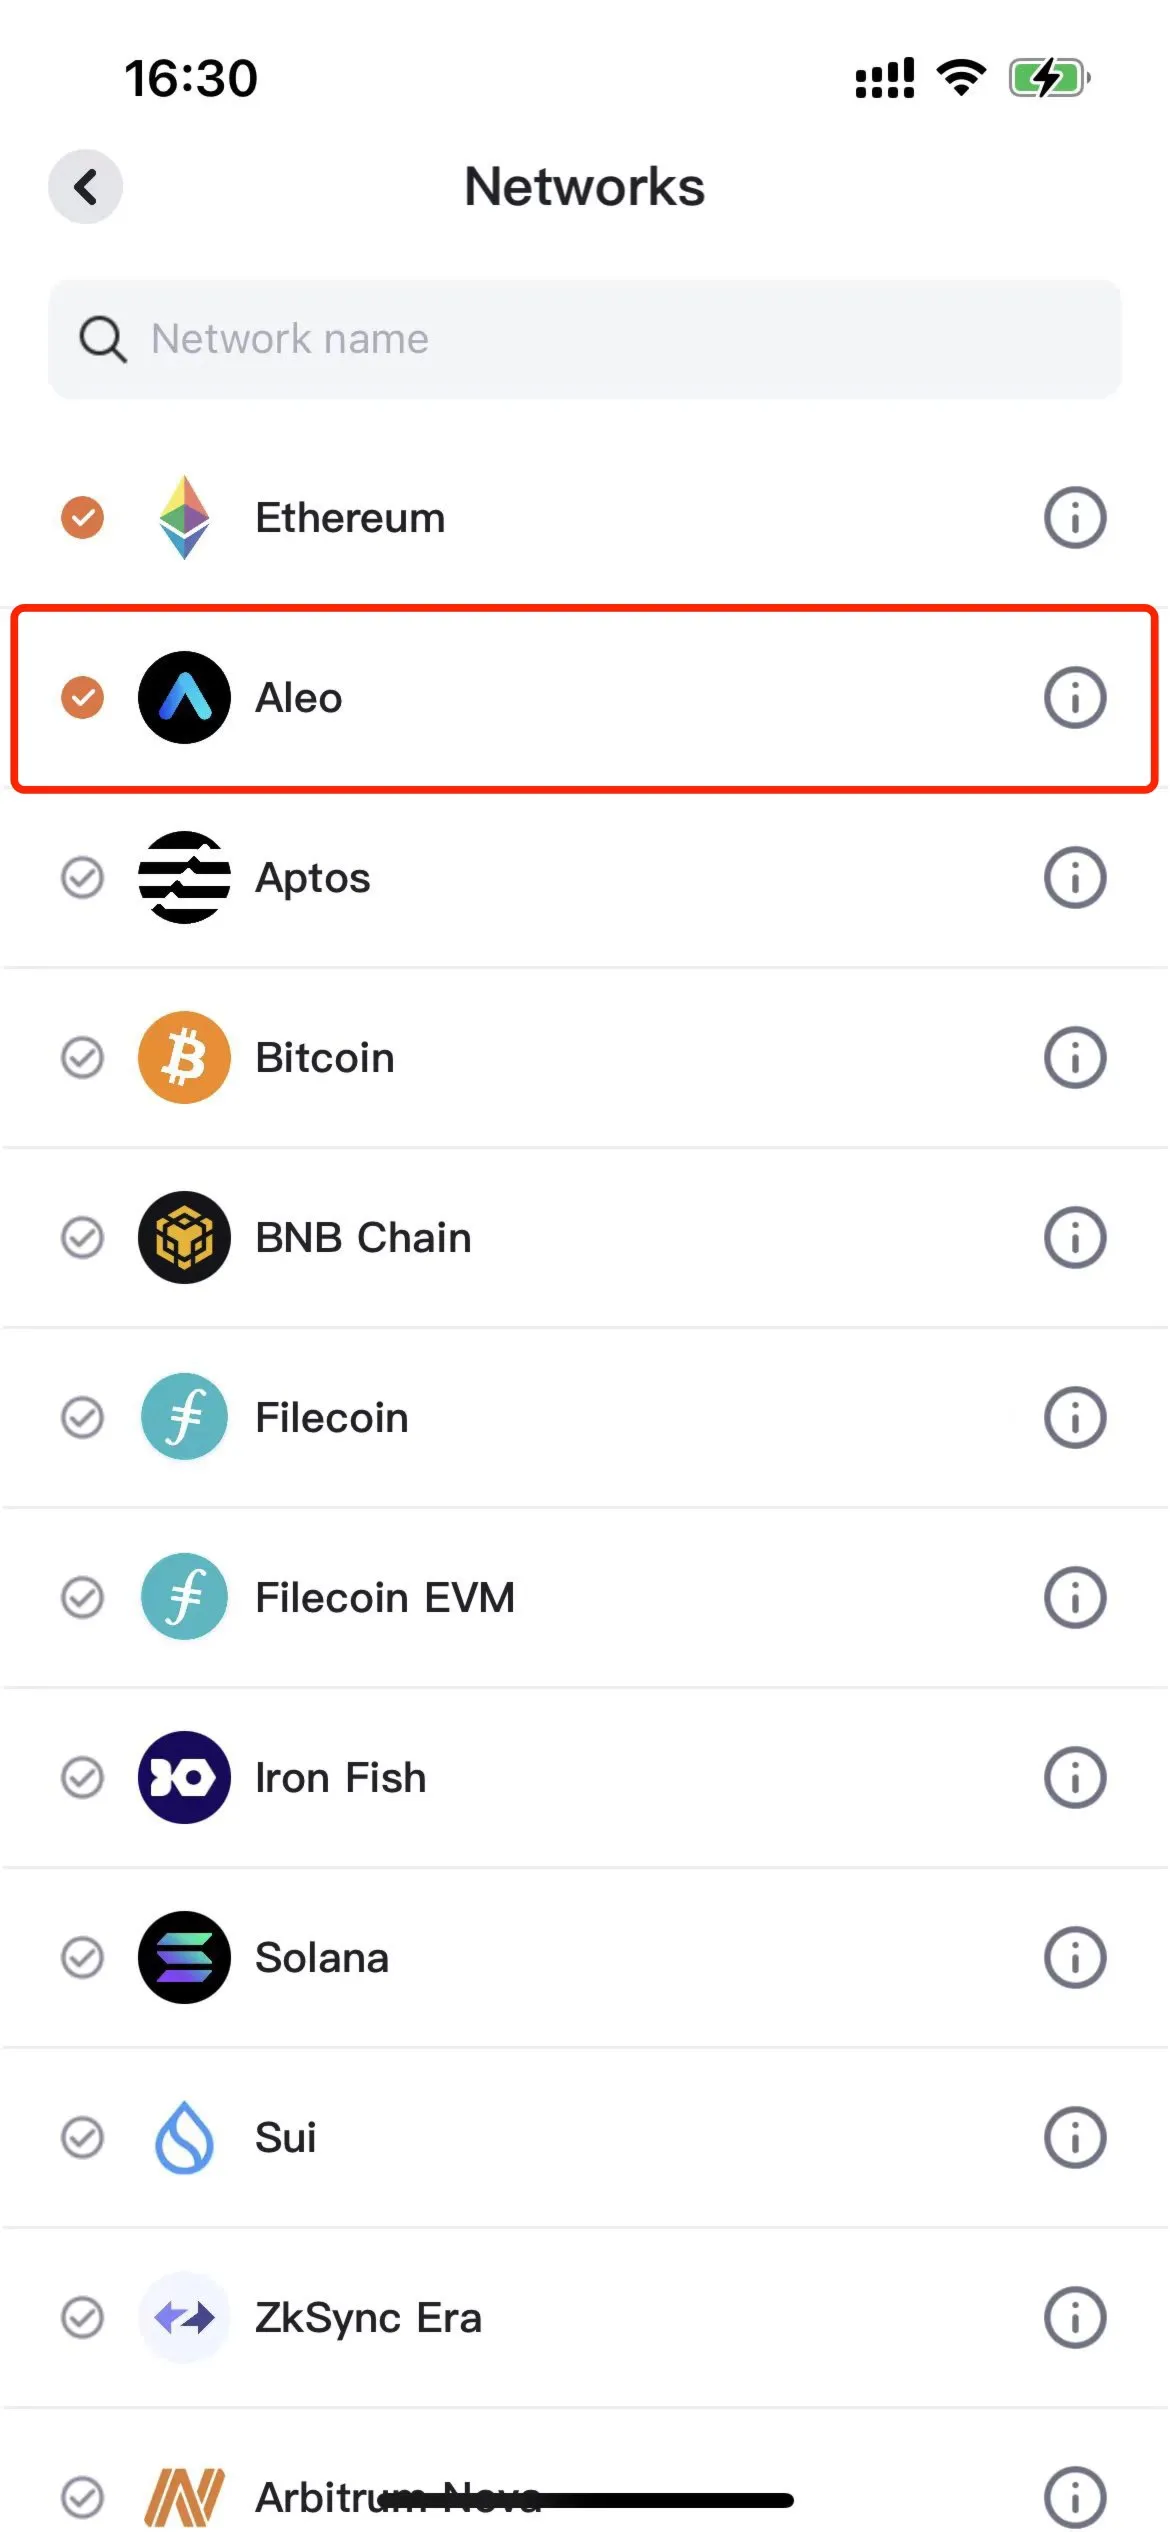 16:30
Networks
Network name
Ethereum
Aleo
Aptos
Bitcoin
BNB Chain
Filecoin
Filecoin EVM
Iron Fish
Solana
Sui
ZkSync Era
Arbitrum Nova